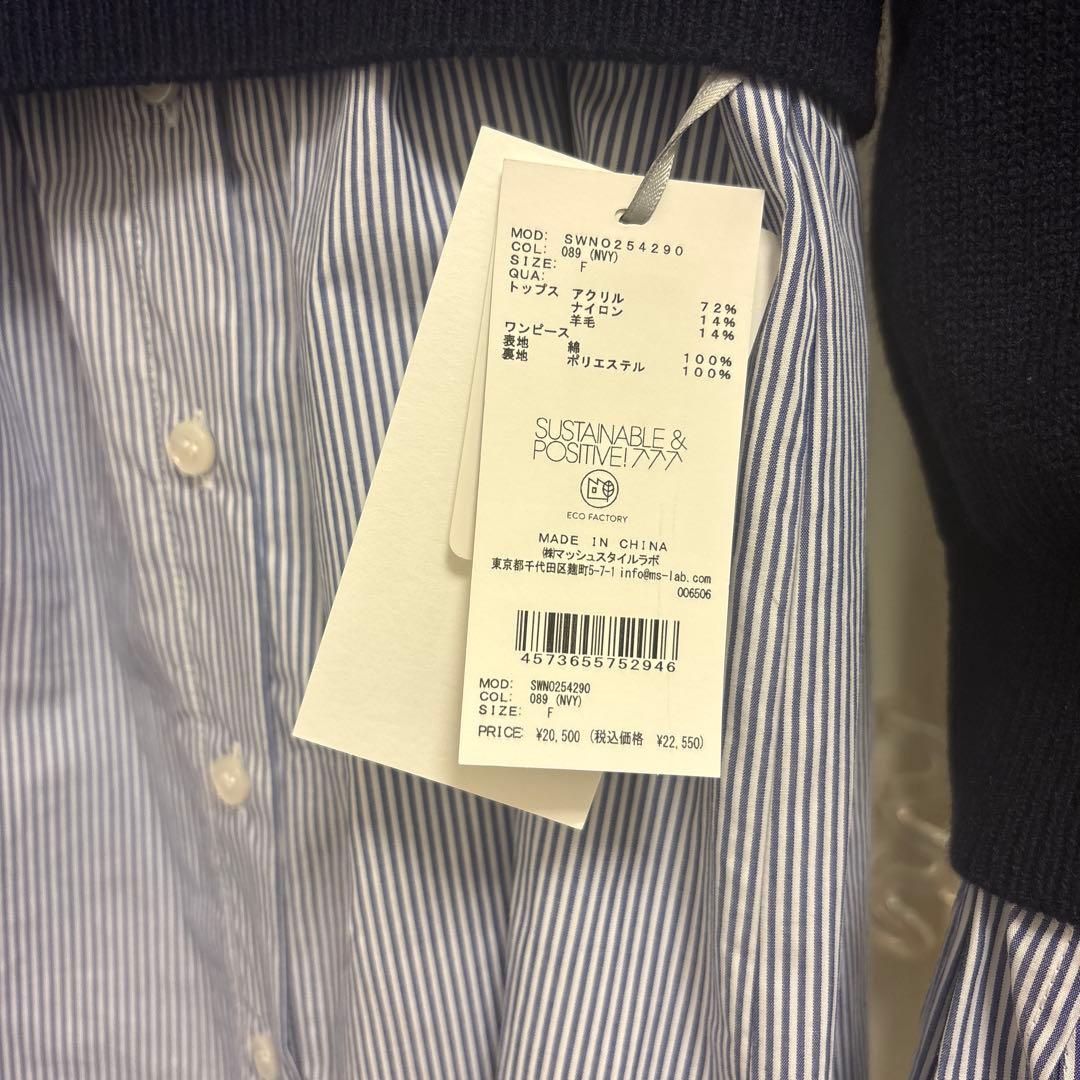 MOD: SWNO254290
COL: 089 (NVY)
SIZE: F
QUA:
トップス アクリル 72%
ナイロン 14%
羊毛 14%
ワンピース
表地 綿 100%
裏地 ポリエステル 100%
SUSTAINABLE &
POSITIVE! 777
ECO FACTORY
MADE IN CHINA
㈱マッシュスタイルラボ
東京都千代田区麹町5-7-1 info@ms-lab.com
006506
4573655752946
MOD: SWNO254290
COL: 089 (NVY)
SIZE: F
PRICE: ¥20,500 (税込価格 ¥22,550)